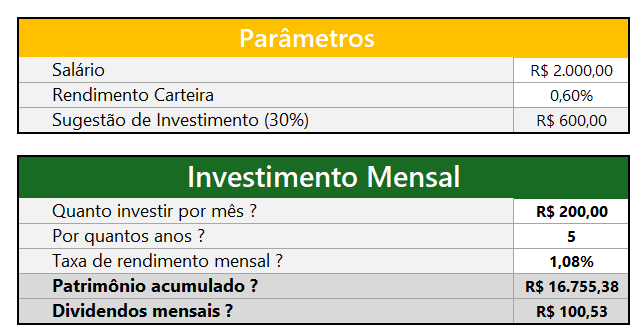 Parâmetros
Salário R$ 2.000,00
Rendimento Carteira 0,60%
Sugestão de Investimento (30%) R$ 600,00
Investimento Mensal
Quanto investir por mês ? R$ 200,00
Por quantos anos ? 5
Taxa de rendimento mensal ? 1,08%
Patrimônio acumulado ? R$ 16.755,38
Dividendos mensais ? R$ 100,53